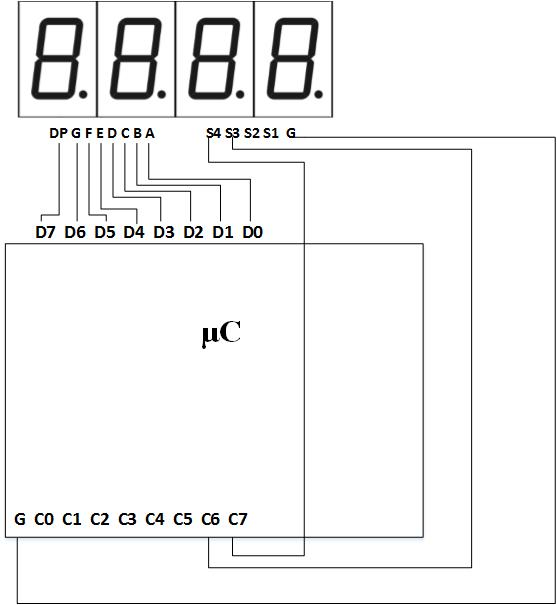 8. 8. 8. 8.
DP G F E D C B A S4 S3 S2 S1 G
D7 D6 D5 D4 D3 D2 D1 D0
µC
G C0 C1 C2 C3 C4 C5 C6 C7